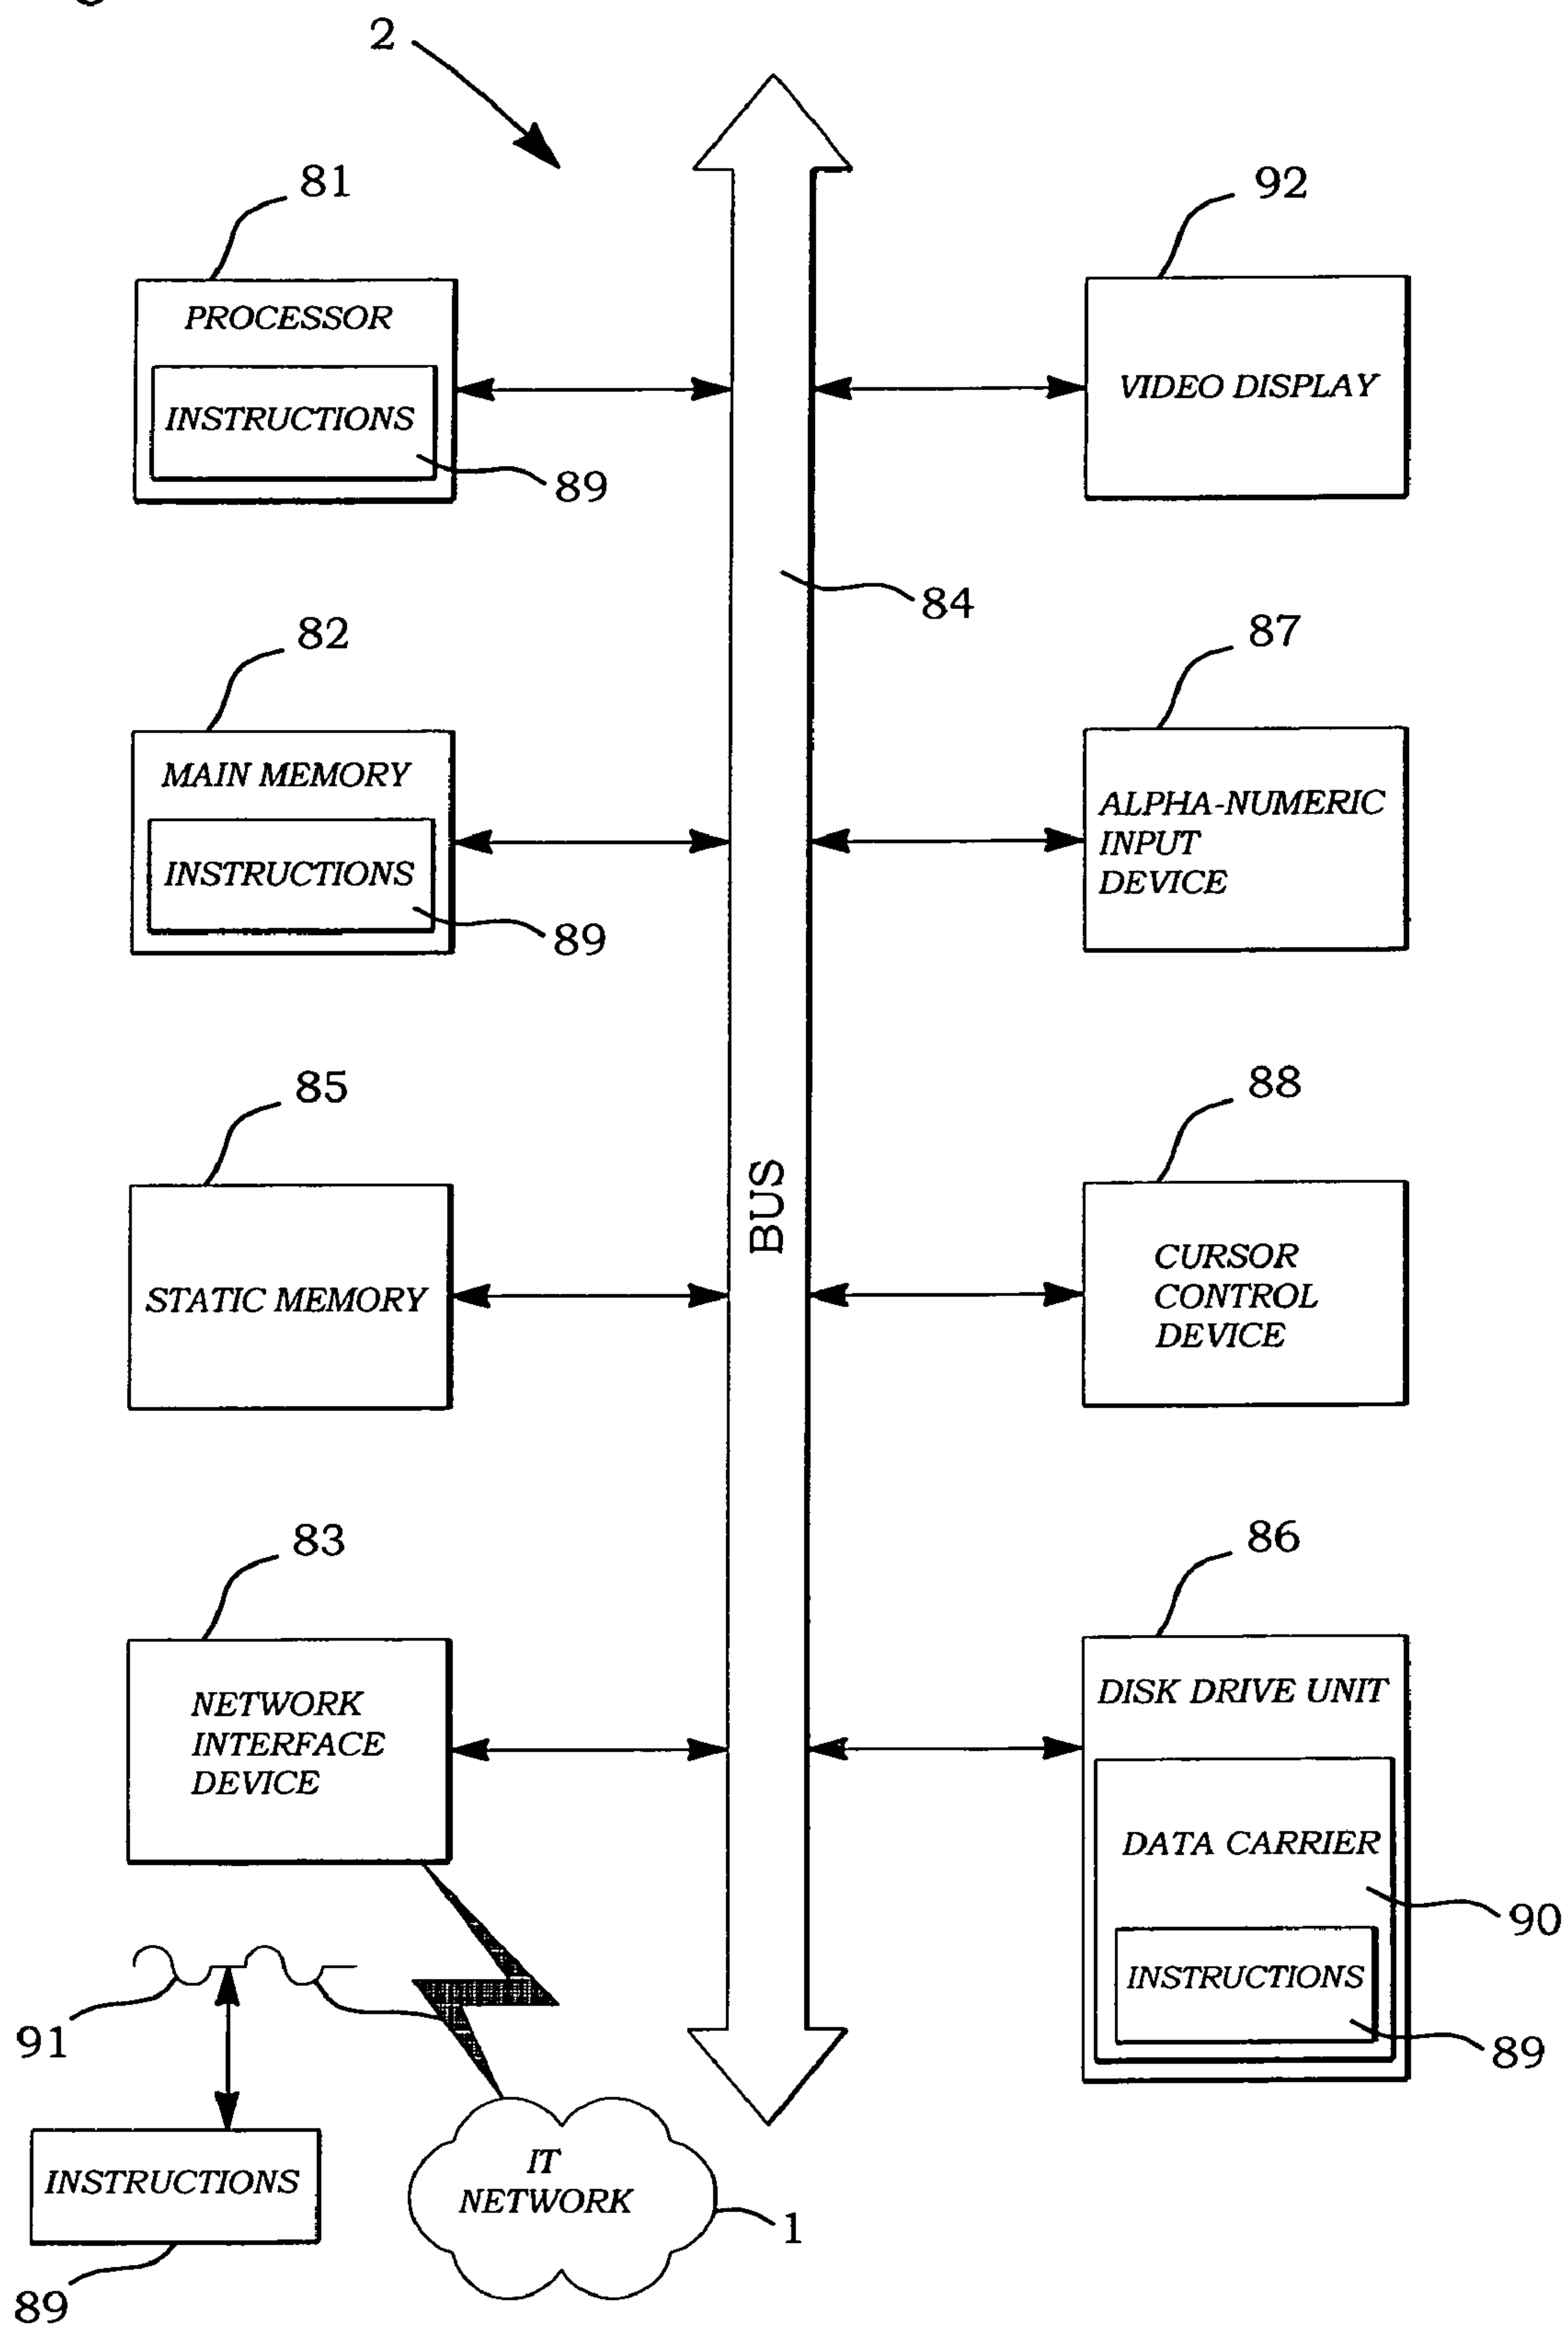 2
81
PROCESSOR
INSTRUCTIONS
89
92
VIDEO DISPLAY
84
82
MAIN MEMORY
INSTRUCTIONS
89
87
ALPHA-NUMERIC
INPUT
DEVICE
85
STATIC MEMORY
BUS
88
CURSOR
CONTROL
DEVICE
83
NETWORK
INTERFACE
DEVICE
86
DISK DRIVE UNIT
DATA CARRIER
90
INSTRUCTIONS
89
91
INSTRUCTIONS
89
IT
NETWORK
1